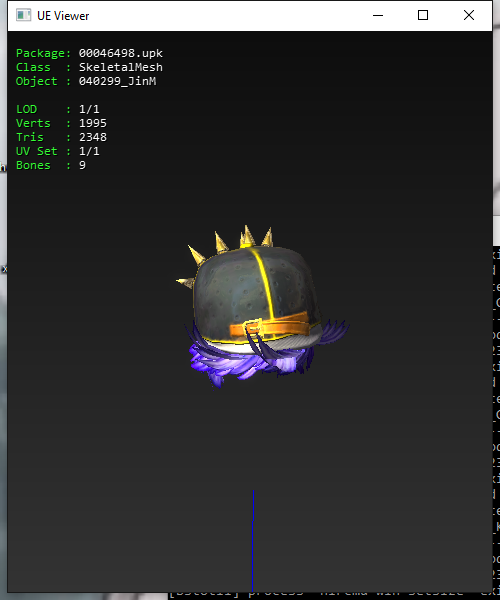 UE Viewer
Package: 00046498.upk
Class : SkeletalMesh
Object : 040299_JinM
LOD : 1/1
Verts : 1995
Tris : 2348
UV Set : 1/1
Bones : 9